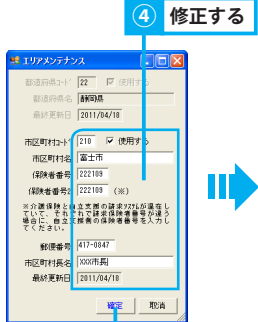 ④ 修正する
エリアメンテナンス
都道府県コード 22 使用する
都道府県名 静岡県
最終更新日 2011/04/18
市区町村コード 210 使用する
市区町村名 富士市
保険者番号 222109
保険者番号2 222109 (※)
※介護保険と自立支援の請求システムが混在し
ていて、それぞれで請求保険者番号が違う
場合に、自立支援側の保険者番号を入力し
てください。
郵便番号 417-0847
市区町村長名 XXX市長
最終更新日 2011/04/18
確定 取消